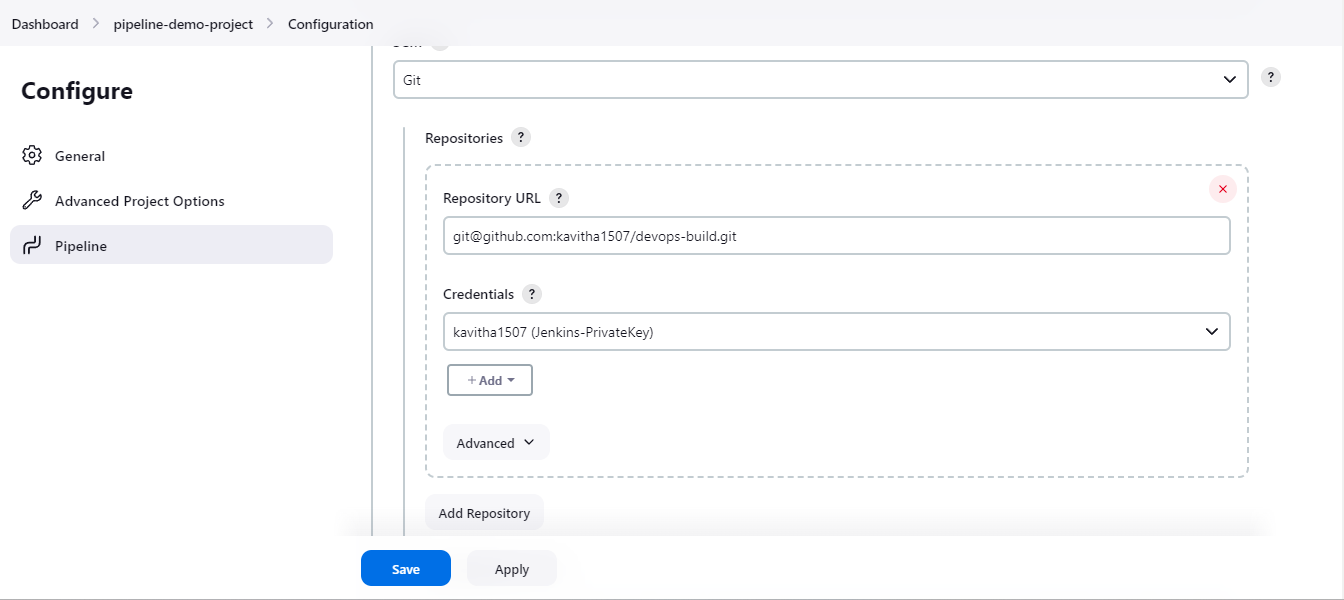 Dashboard > pipeline-demo-project > Configuration
Configure
General
Advanced Project Options
Pipeline
Git
?
Repositories ?
Repository URL ?
git@github.com:kavitha1507/devops-build.git
Credentials ?
kavitha1507 (Jenkins-PrivateKey)
+ Add
Advanced
Add Repository
Save
Apply